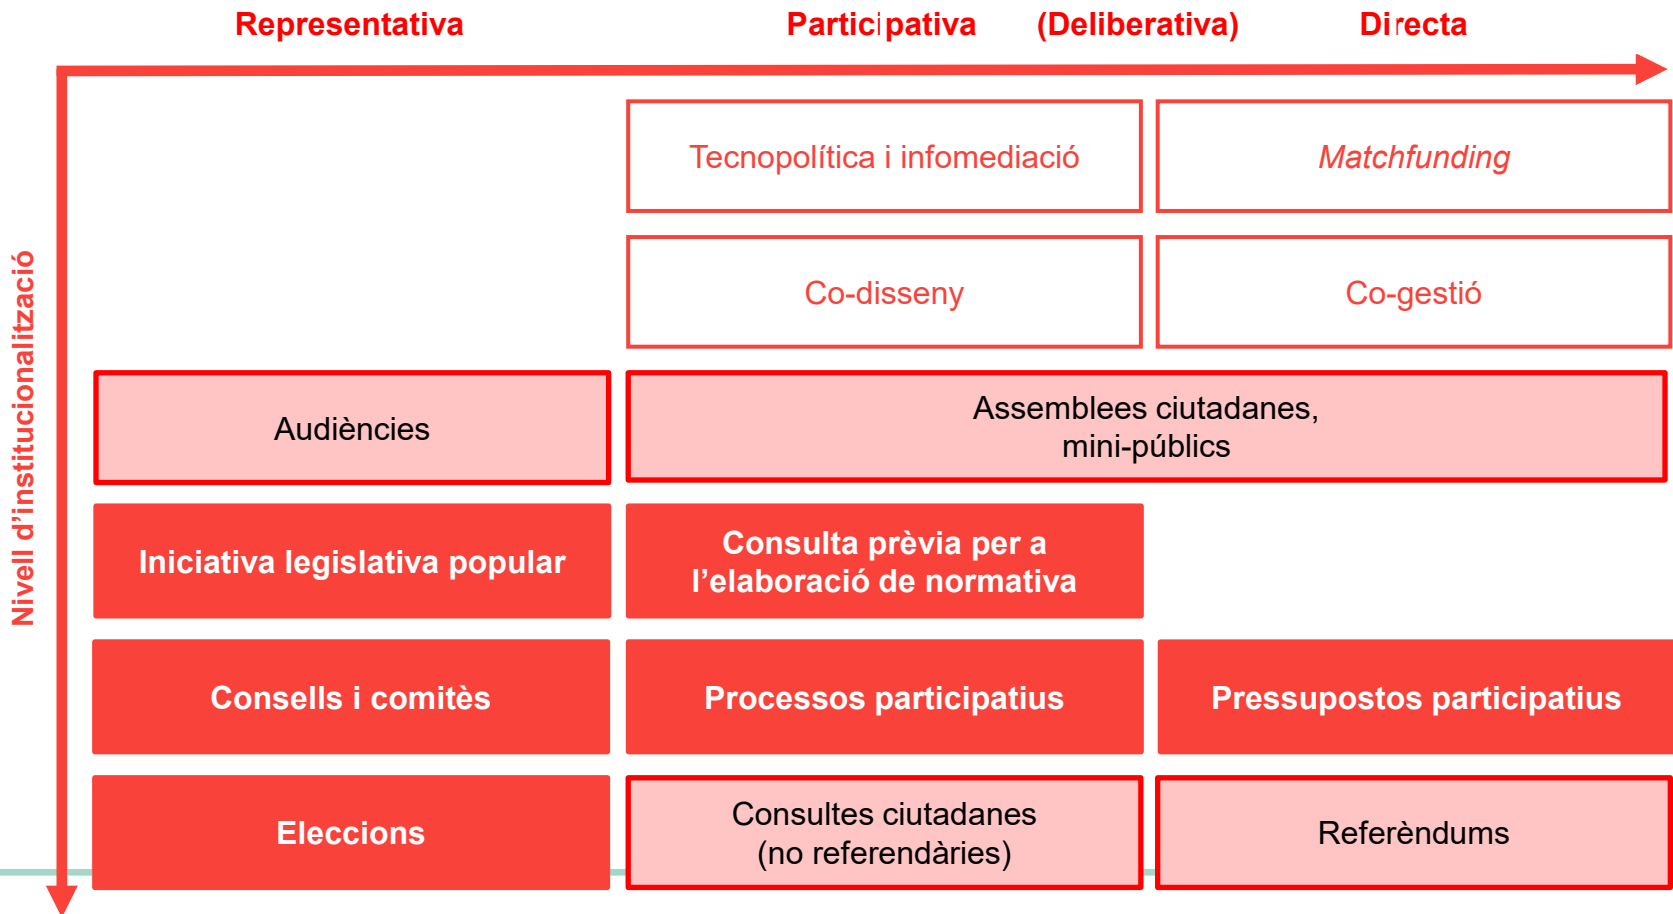 Representativa
Participativa
(Deliberativa)
Directa
Nivell d’institucionalització
Tecnopolítica i infomediació
Matchfunding
Co-disseny
Co-gestió
Audiències
Assemblees ciutadanes,
mini-públics
Iniciativa legislativa popular
Consulta prèvia per a
l’elaboració de normativa
Consells i comitès
Processos participatius
Pressupostos participatius
Eleccions
Consultes ciutadanes
(no referendàries)
Referèndums